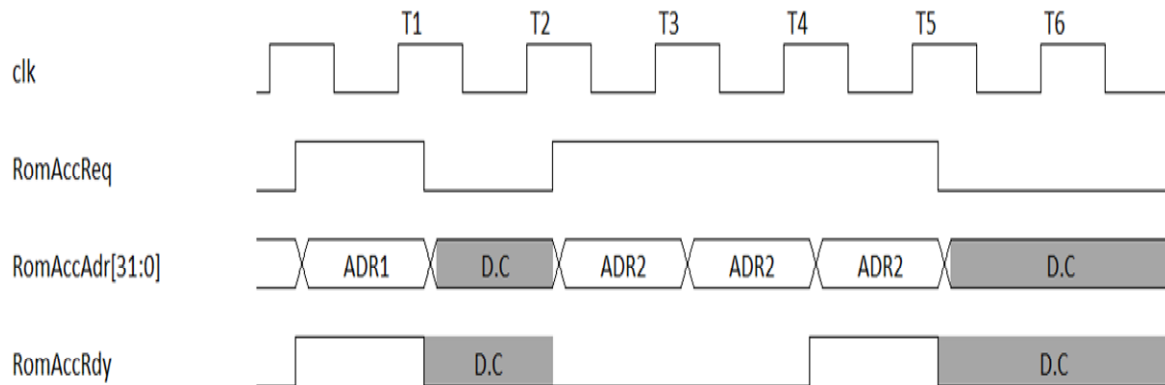 T1 T2 T3 T4 T5 T6
clk
RomAccReq
RomAccAdr[31:0] ADR1 D.C ADR2 ADR2 ADR2 D.C
RomAccRdy D.C D.C